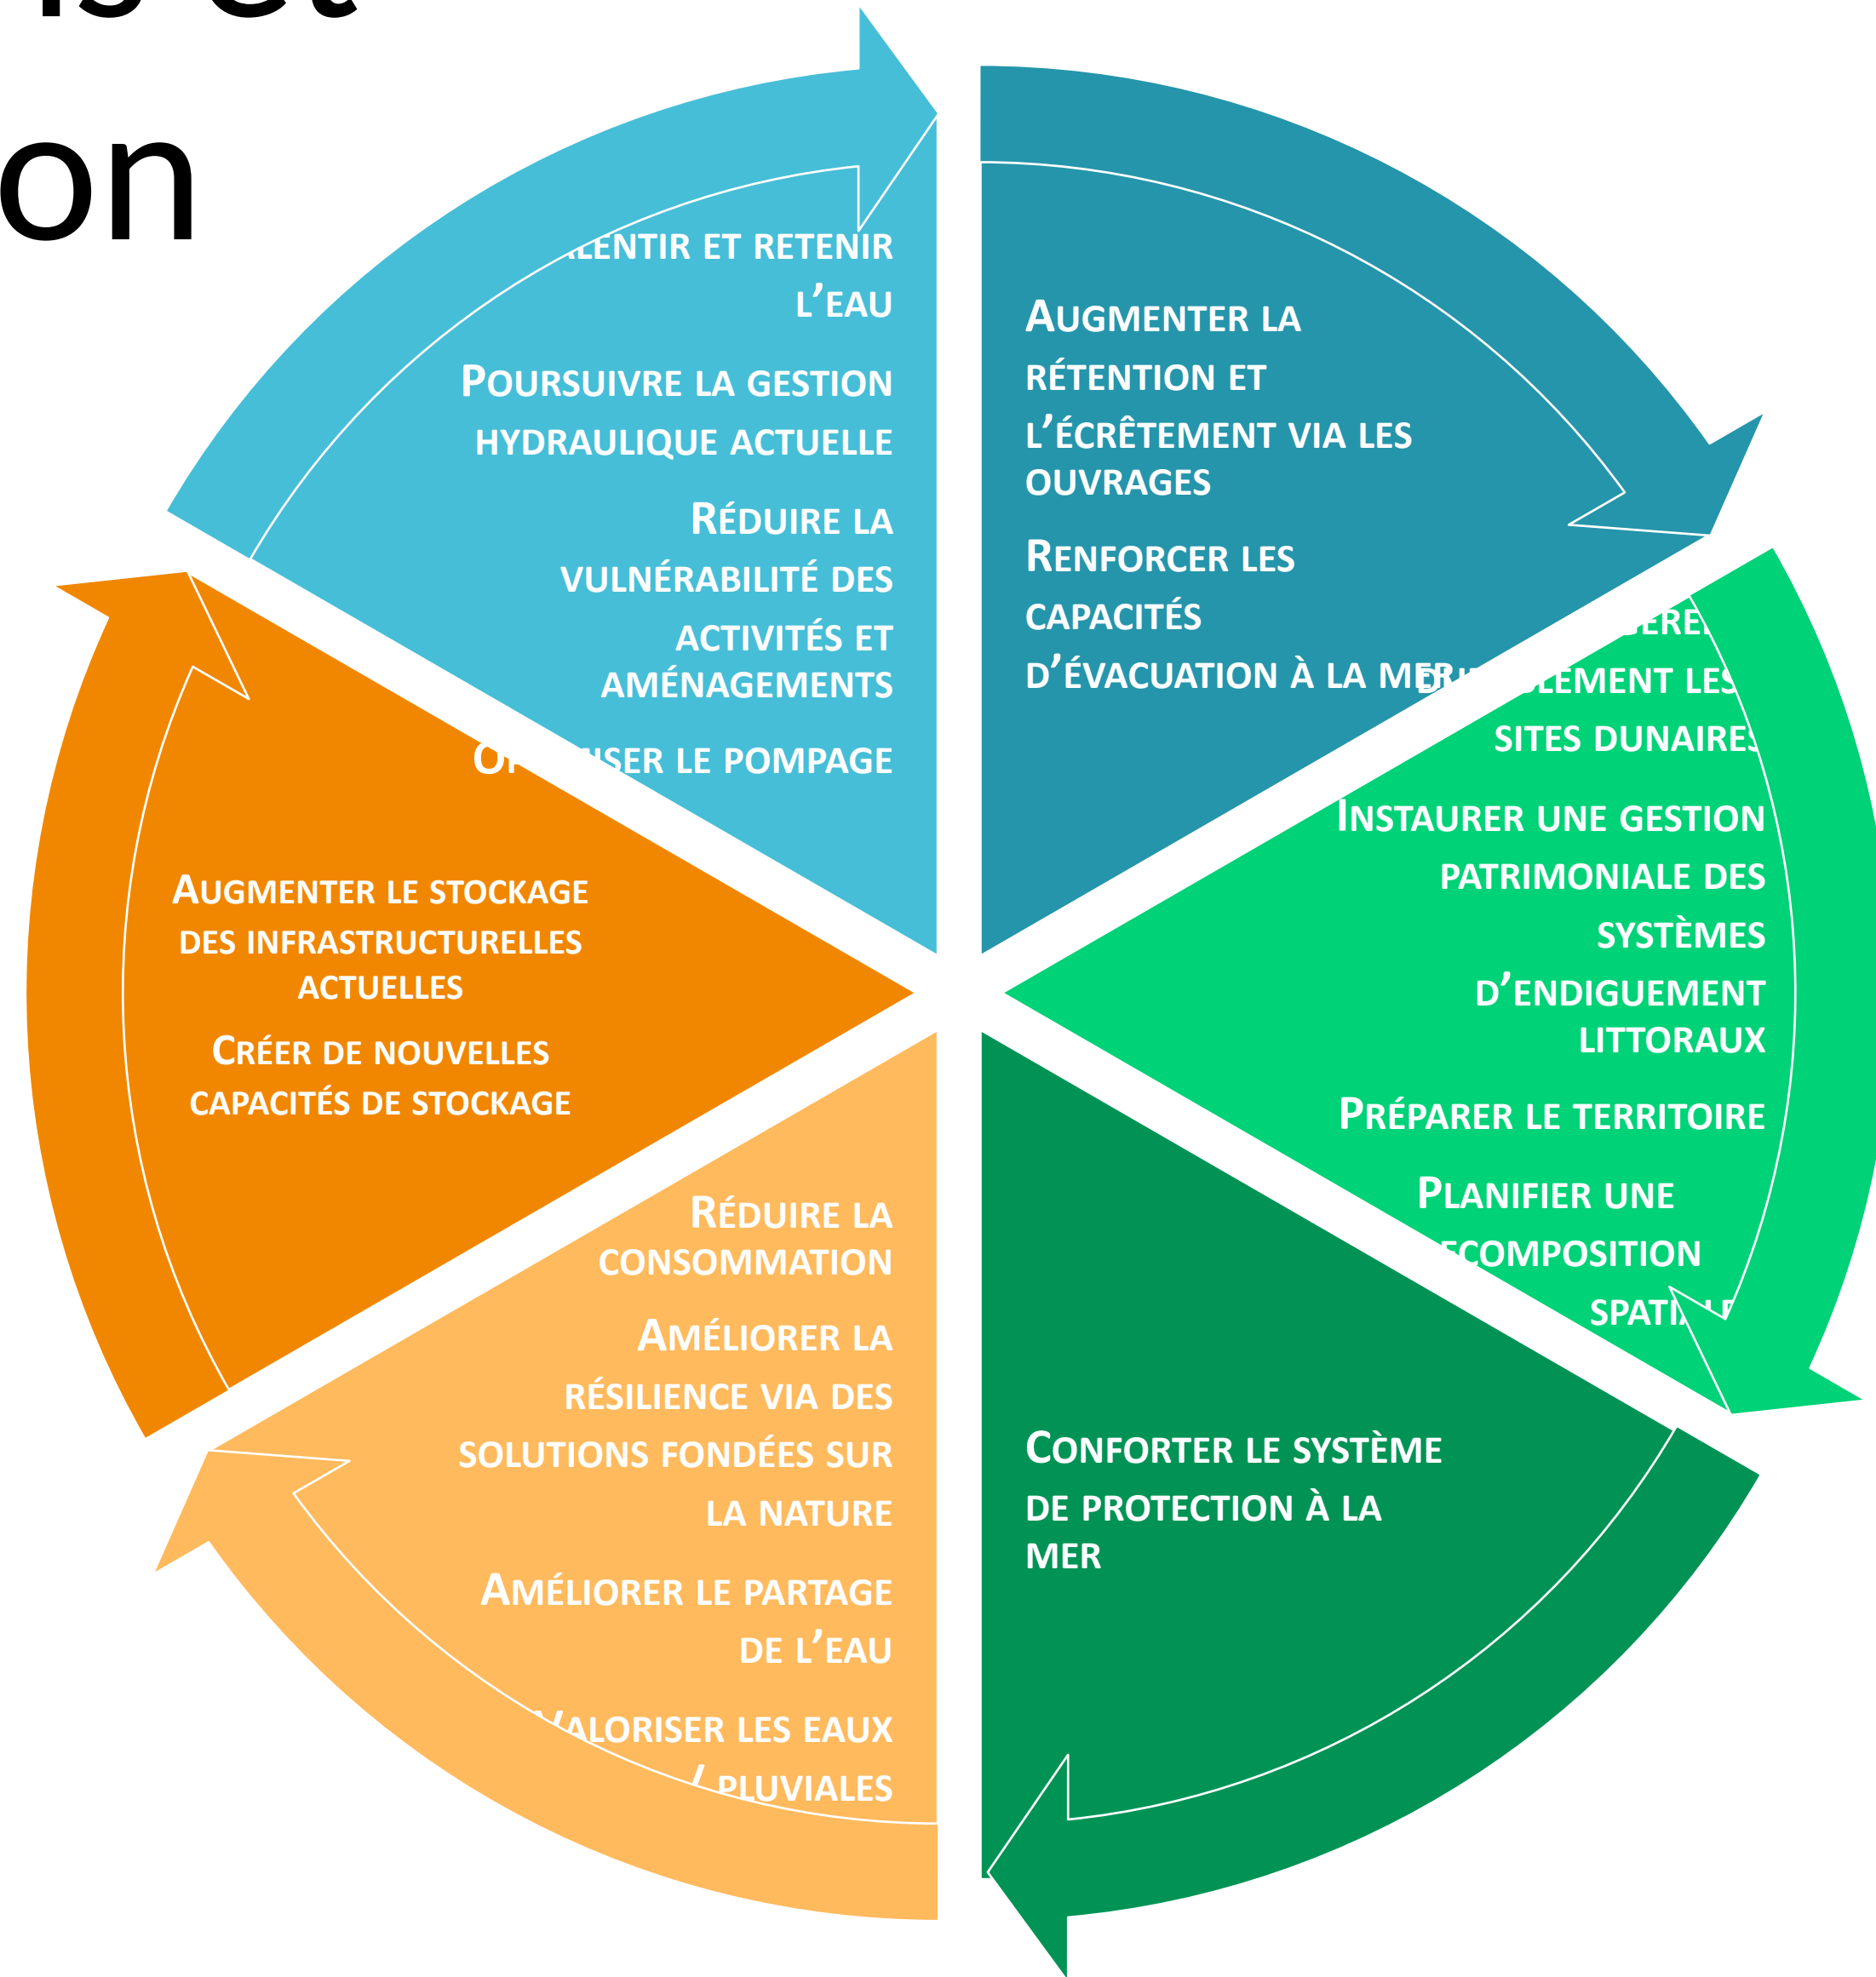 on
LENTIR ET RETENIR
L’EAU
POURSUIVRE LA GESTION
HYDRAULIQUE ACTUELLE
RÉDUIRE LA
VULNÉRABILITÉ DES
ACTIVITÉS ET
AMÉNAGEMENTS
LE POMPAGE
AUGMENTER LA
RÉTENTION ET
L’ÉCRÊTEMENT VIA LES
OUVRAGES
RENFORCER LES
CAPACITÉS
D’ÉVACUATION À LA MER
LES
SITES DUNAIRES
INSTAURER UNE GESTION
PATRIMONIALE DES
SYSTÈMES
D’ENDIGUEMENT
LITTORAUX
PRÉPARER LE TERRITOIRE
PLANIFIER UNE
ECOMPOSITION
SPATIALE
CONFORTER LE SYSTÈME
DE PROTECTION À LA
MER
RÉDUIRE LA
CONSOMMATION
AMÉLIORER LA
RÉSILIENCE VIA DES
SOLUTIONS FONDÉES SUR
LA NATURE
AMÉLIORER LE PARTAGE
DE L’EAU
VALORISER LES EAUX
/ PLUVIALES
AUGMENTER LE STOCKAGE
DES INFRASTRUCTURELLES
ACTUELLES
CRÉER DE NOUVELLES
CAPACITÉS DE STOCKAGE